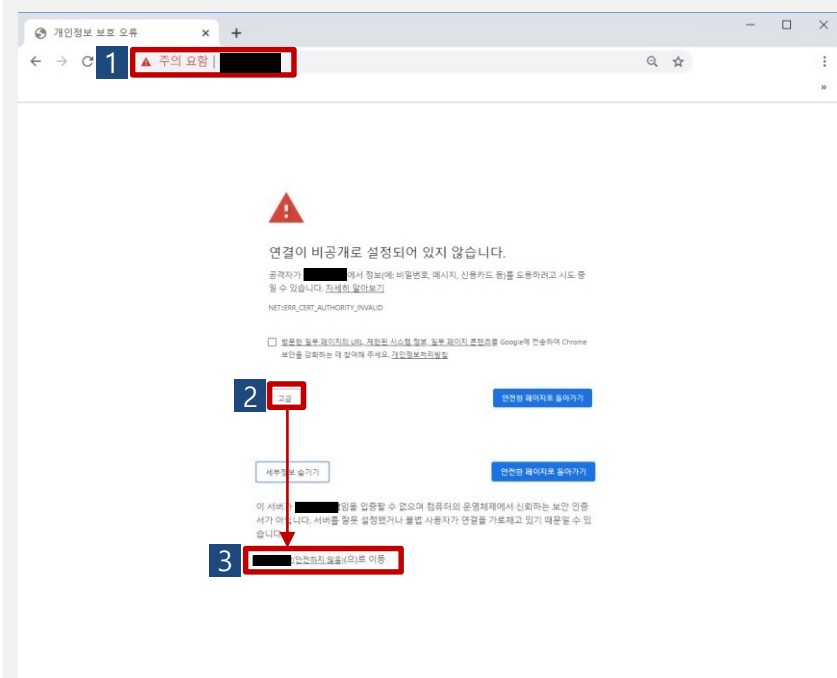 개인정보 보호 오류
1
주의 요함
연결이 비공개로 설정되어 있지 않습니다.
공격자가 에서 정보(예: 비밀번호, 메시지, 신용카드 등)를 도용하려고 시도 중
일 수 있습니다. 자세히 알아보기
NET::ERR_CERT_AUTHORITY_INVALID
방문한 일부 페이지의 URL, 제한된 시스템 정보, 일부 페이지 콘텐츠를 Google에 전송하여 Chrome
보안을 강화하는 데 참여해 주세요. 개인정보처리방침
2
고급
안전한 페이지로 돌아가기
세부정보 숨기기
안전한 페이지로 돌아가기
이 서버가 임을 입증할 수 없으며 컴퓨터의 운영체제에서 신뢰하는 보안 인증
서가 아닙니다. 서버를 잘못 설정했거나 불법 사용자가 연결을 가로채고 있기 때문일 수 있
습니다.
3
(안전하지 않음)(으)로 이동